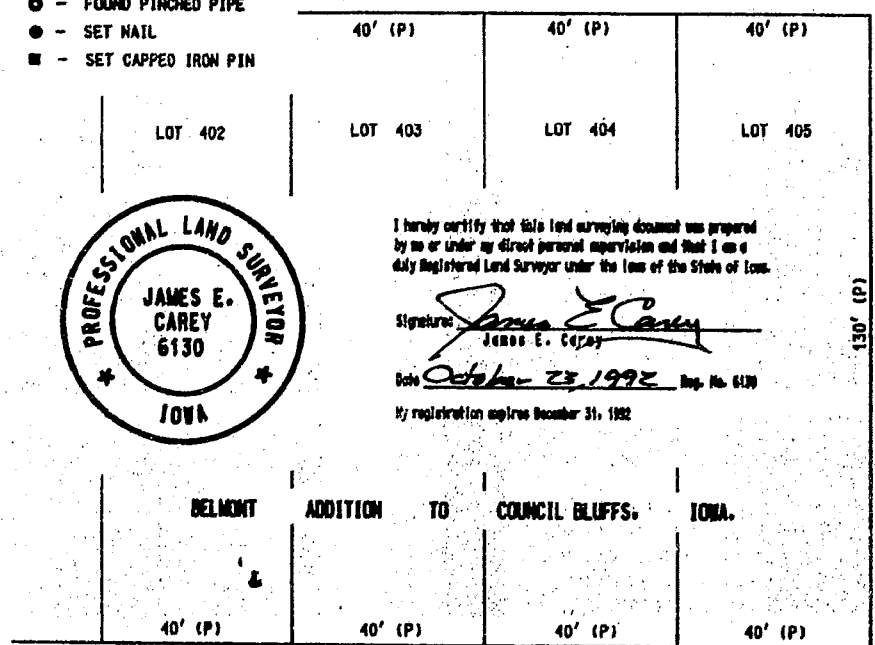 - FOUND PINCHED PIPE
- SET NAIL
- SET CAPPED IRON PIN
40' (P) 40' (P) 40' (P)
LOT 402 LOT 403 LOT 404 LOT 405
PROFESSIONAL LAND SURVEYOR
JAMES E.
CAREY
6130
IOWA
I hereby certify that this land surveying document was prepared
by me or under my direct personal supervision and that I am a
duly Registered Land Surveyor under the laws of the State of Iowa.
Signature: James E Carey
James E. Carey
Date October 23, 1992 Reg. No. 6130
My registration expires December 31, 1992
130' (P)
BELMONT ADDITION TO COUNCIL BLUFFS, IOWA.
40' (P) 40' (P) 40' (P) 40' (P)